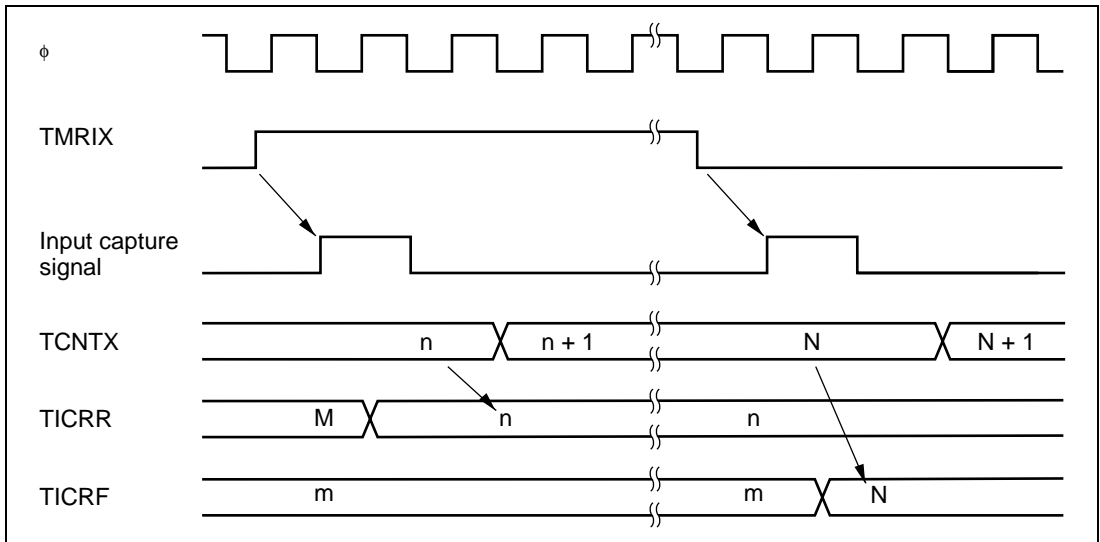 φ
TMRIX
Input capture
signal
TCNTX n n + 1 N N + 1
TICRR M n n
TICRF m m N